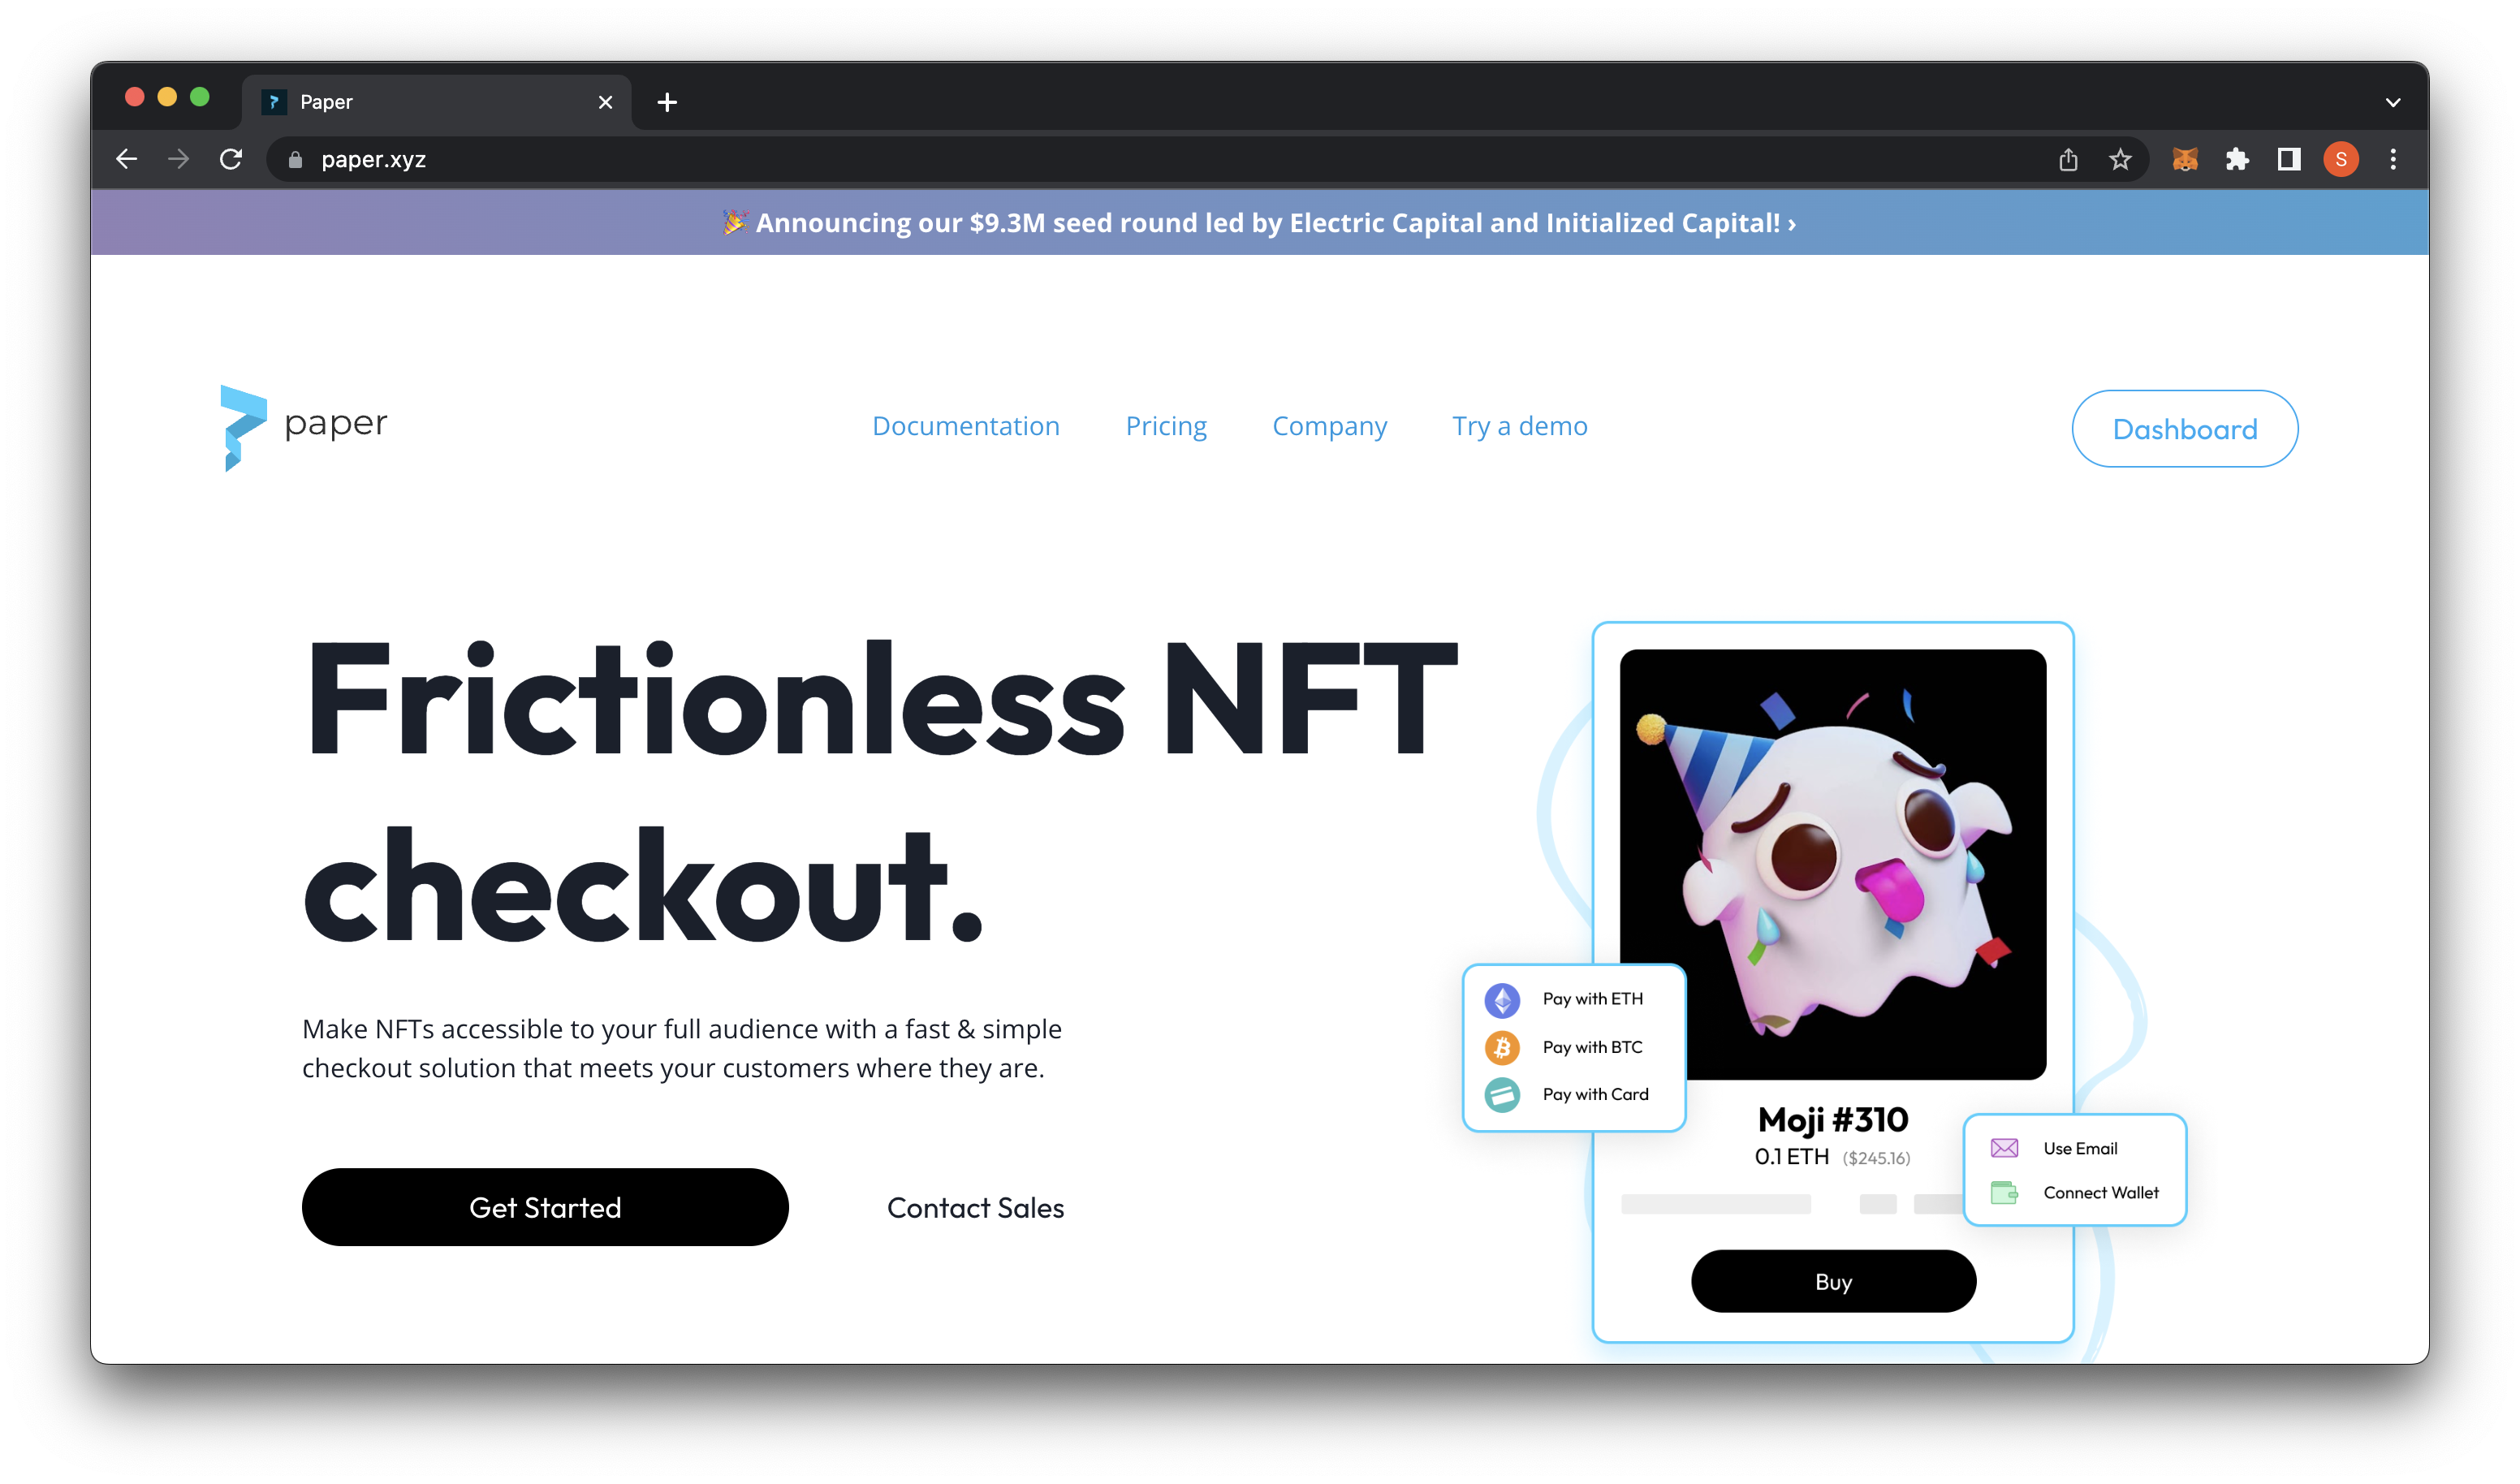 Paper
paper.xyz
S
🎉 Announcing our $9.3M seed round led by Electric Capital and Initialized Capital! ›
paper
Documentation
Pricing
Company
Try a demo
Dashboard
Frictionless NFT
checkout.
Make NFTs accessible to your full audience with a fast & simple
checkout solution that meets your customers where they are.
Get Started
Contact Sales
Pay with ETH
Pay with BTC
Pay with Card
Moji #310
0.1 ETH ($245.16)
Use Email
Connect Wallet
Buy